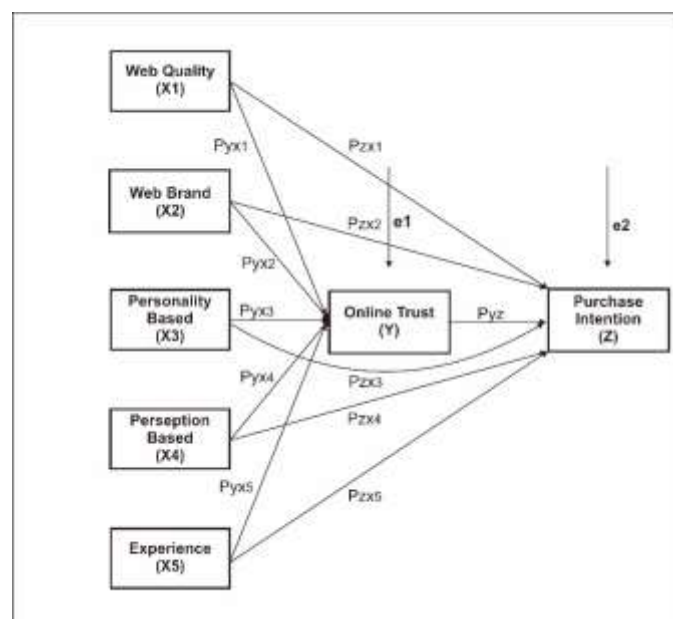 Web Quality
(X1)
Pyx1
Pzx1
Web Brand
(X2)
Pzx2
e1
e2
Pyx2
Personality
Based
(X3)
Pyx3
Online Trust
(Y)
Pyz
Purchase
Intention
(Z)
Pyx4
Pzx3
Perseption
Based
(X4)
Pzx4
Pyx5
Pzx5
Experience
(X5)